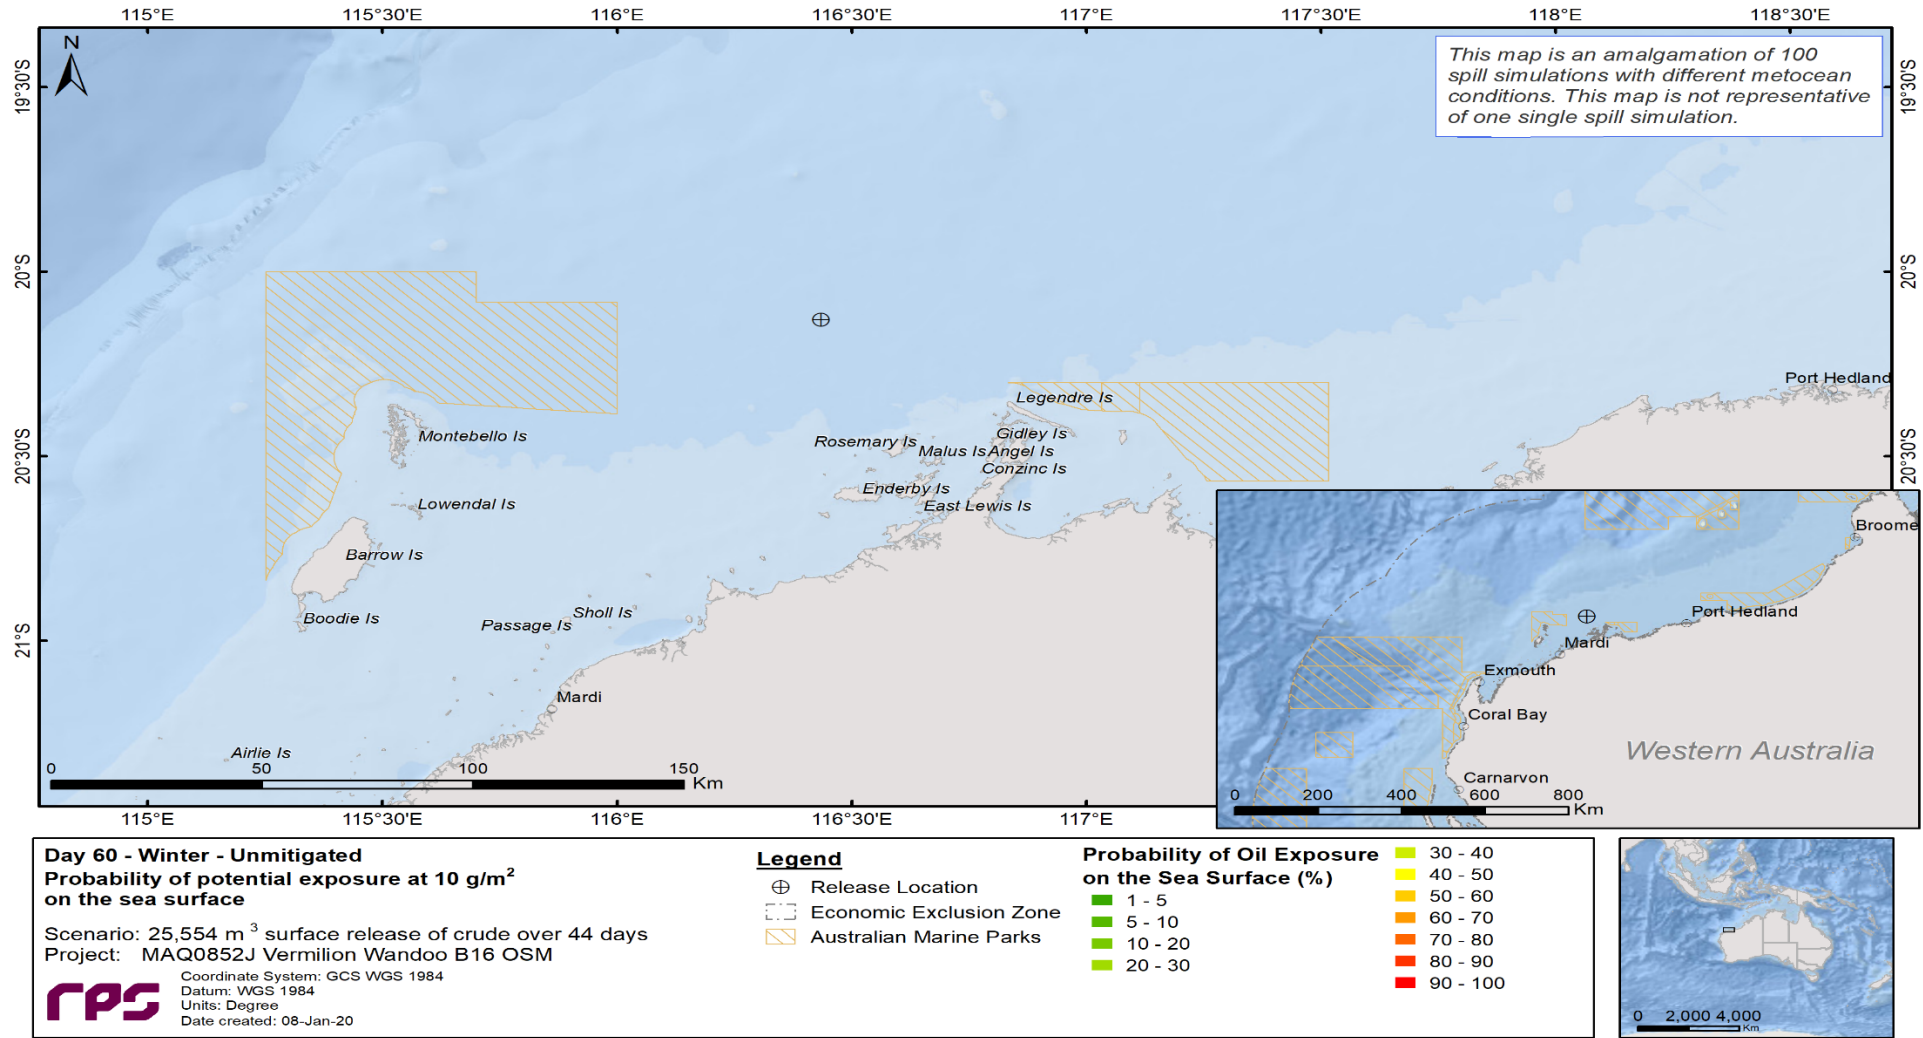 115°E 115°30'E 116°E 116°30'E 117°E 117°30'E 118°E 118°30'E
N
This map is an amalgamation of 100
spill simulations with different metocean
conditions. This map is not representative
of one single spill simulation.
19°30'S 19°30'S
20°S 20°S
Port Hedland
Legendre Is
Montebello Is
Rosemary Is
Gidley Is
Malus Is
Angel Is
Conzinc Is
20°30'S 20°30'S
Enderby Is
East Lewis Is
Lowendal Is
Barrow Is
Boodie Is
Passage Is
Sholl Is
21°S
Mardi
Airlie Is
0 50 100 150
Km
115°E 115°30'E 116°E 116°30'E 117°E
Broome
Port Hedland
Mardi
Exmouth
Coral Bay
Western Australia
Carnarvon
0 200 400 600 800
Km
Day 60 - Winter - Unmitigated
Probability of potential exposure at 10 g/m²
on the sea surface
Scenario: 25,554 m ³ surface release of crude over 44 days
Project: MAQ0852J Vermilion Wandoo B16 OSM
rps
Coordinate System: GCS WGS 1984
Datum: WGS 1984
Units: Degree
Date created: 08-Jan-20
Legend
Release Location
Economic Exclusion Zone
Australian Marine Parks
Probability of Oil Exposure
on the Sea Surface (%)
1 - 5
5 - 10
10 - 20
20 - 30
30 - 40
40 - 50
50 - 60
60 - 70
70 - 80
80 - 90
90 - 100
0 2,000 4,000
Km